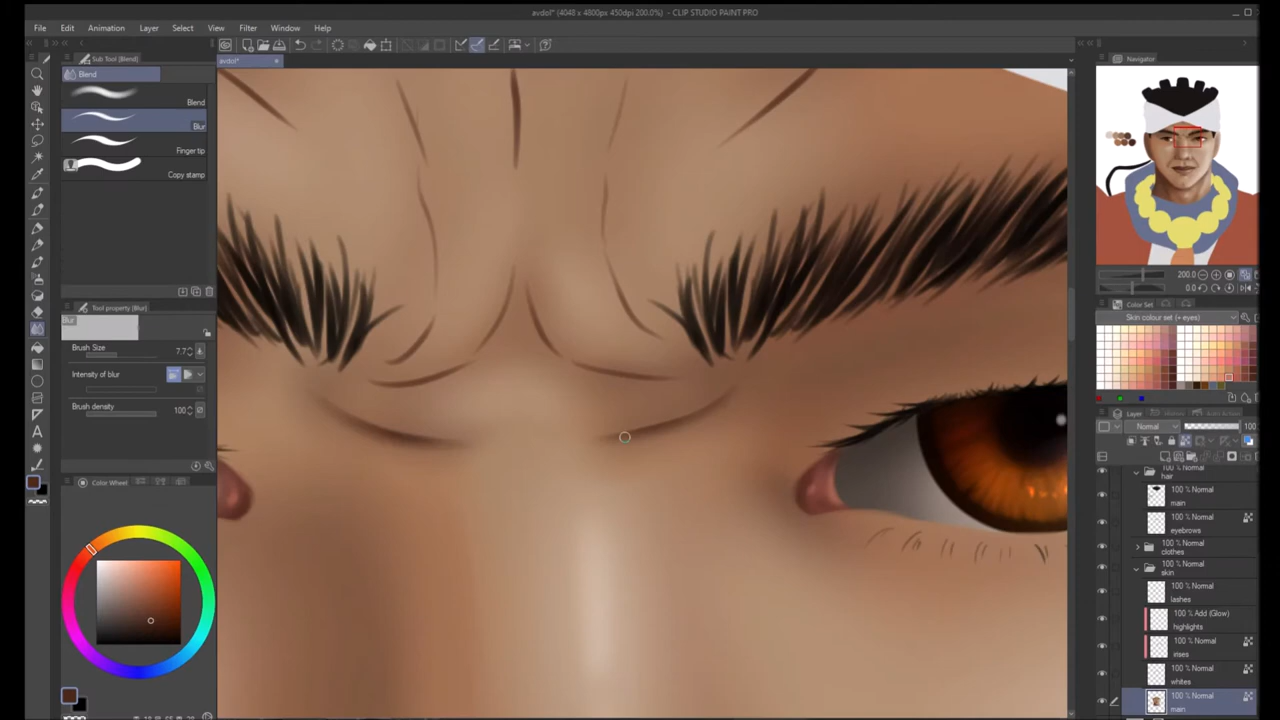 avdol* (4048 x 4800px 450dpi 200.0%) - CLIP STUDIO PAINT PRO
File Edit Animation Layer Select View Filter Window Help
Sub Tool (Blend)
avdol*
Navigator
Blend
Blend
Blur
Finger tip
Copy stamp
200.0
0.0
Color Set
Skin colour set (+ eyes)
Tool property (Blur)
Blur
Brush Size 7.7
Intensity of blur
Brush density 100
Layer
Normal 100
hair
100 % Normal
main
100 % Normal
eyebrows
100 % Normal
clothes
100 % Normal
skin
100 % Normal
lashes
100 % Add (Glow)
highlights
100 % Normal
irises
100 % Normal
whites
100 % Normal
main
Color Wheel